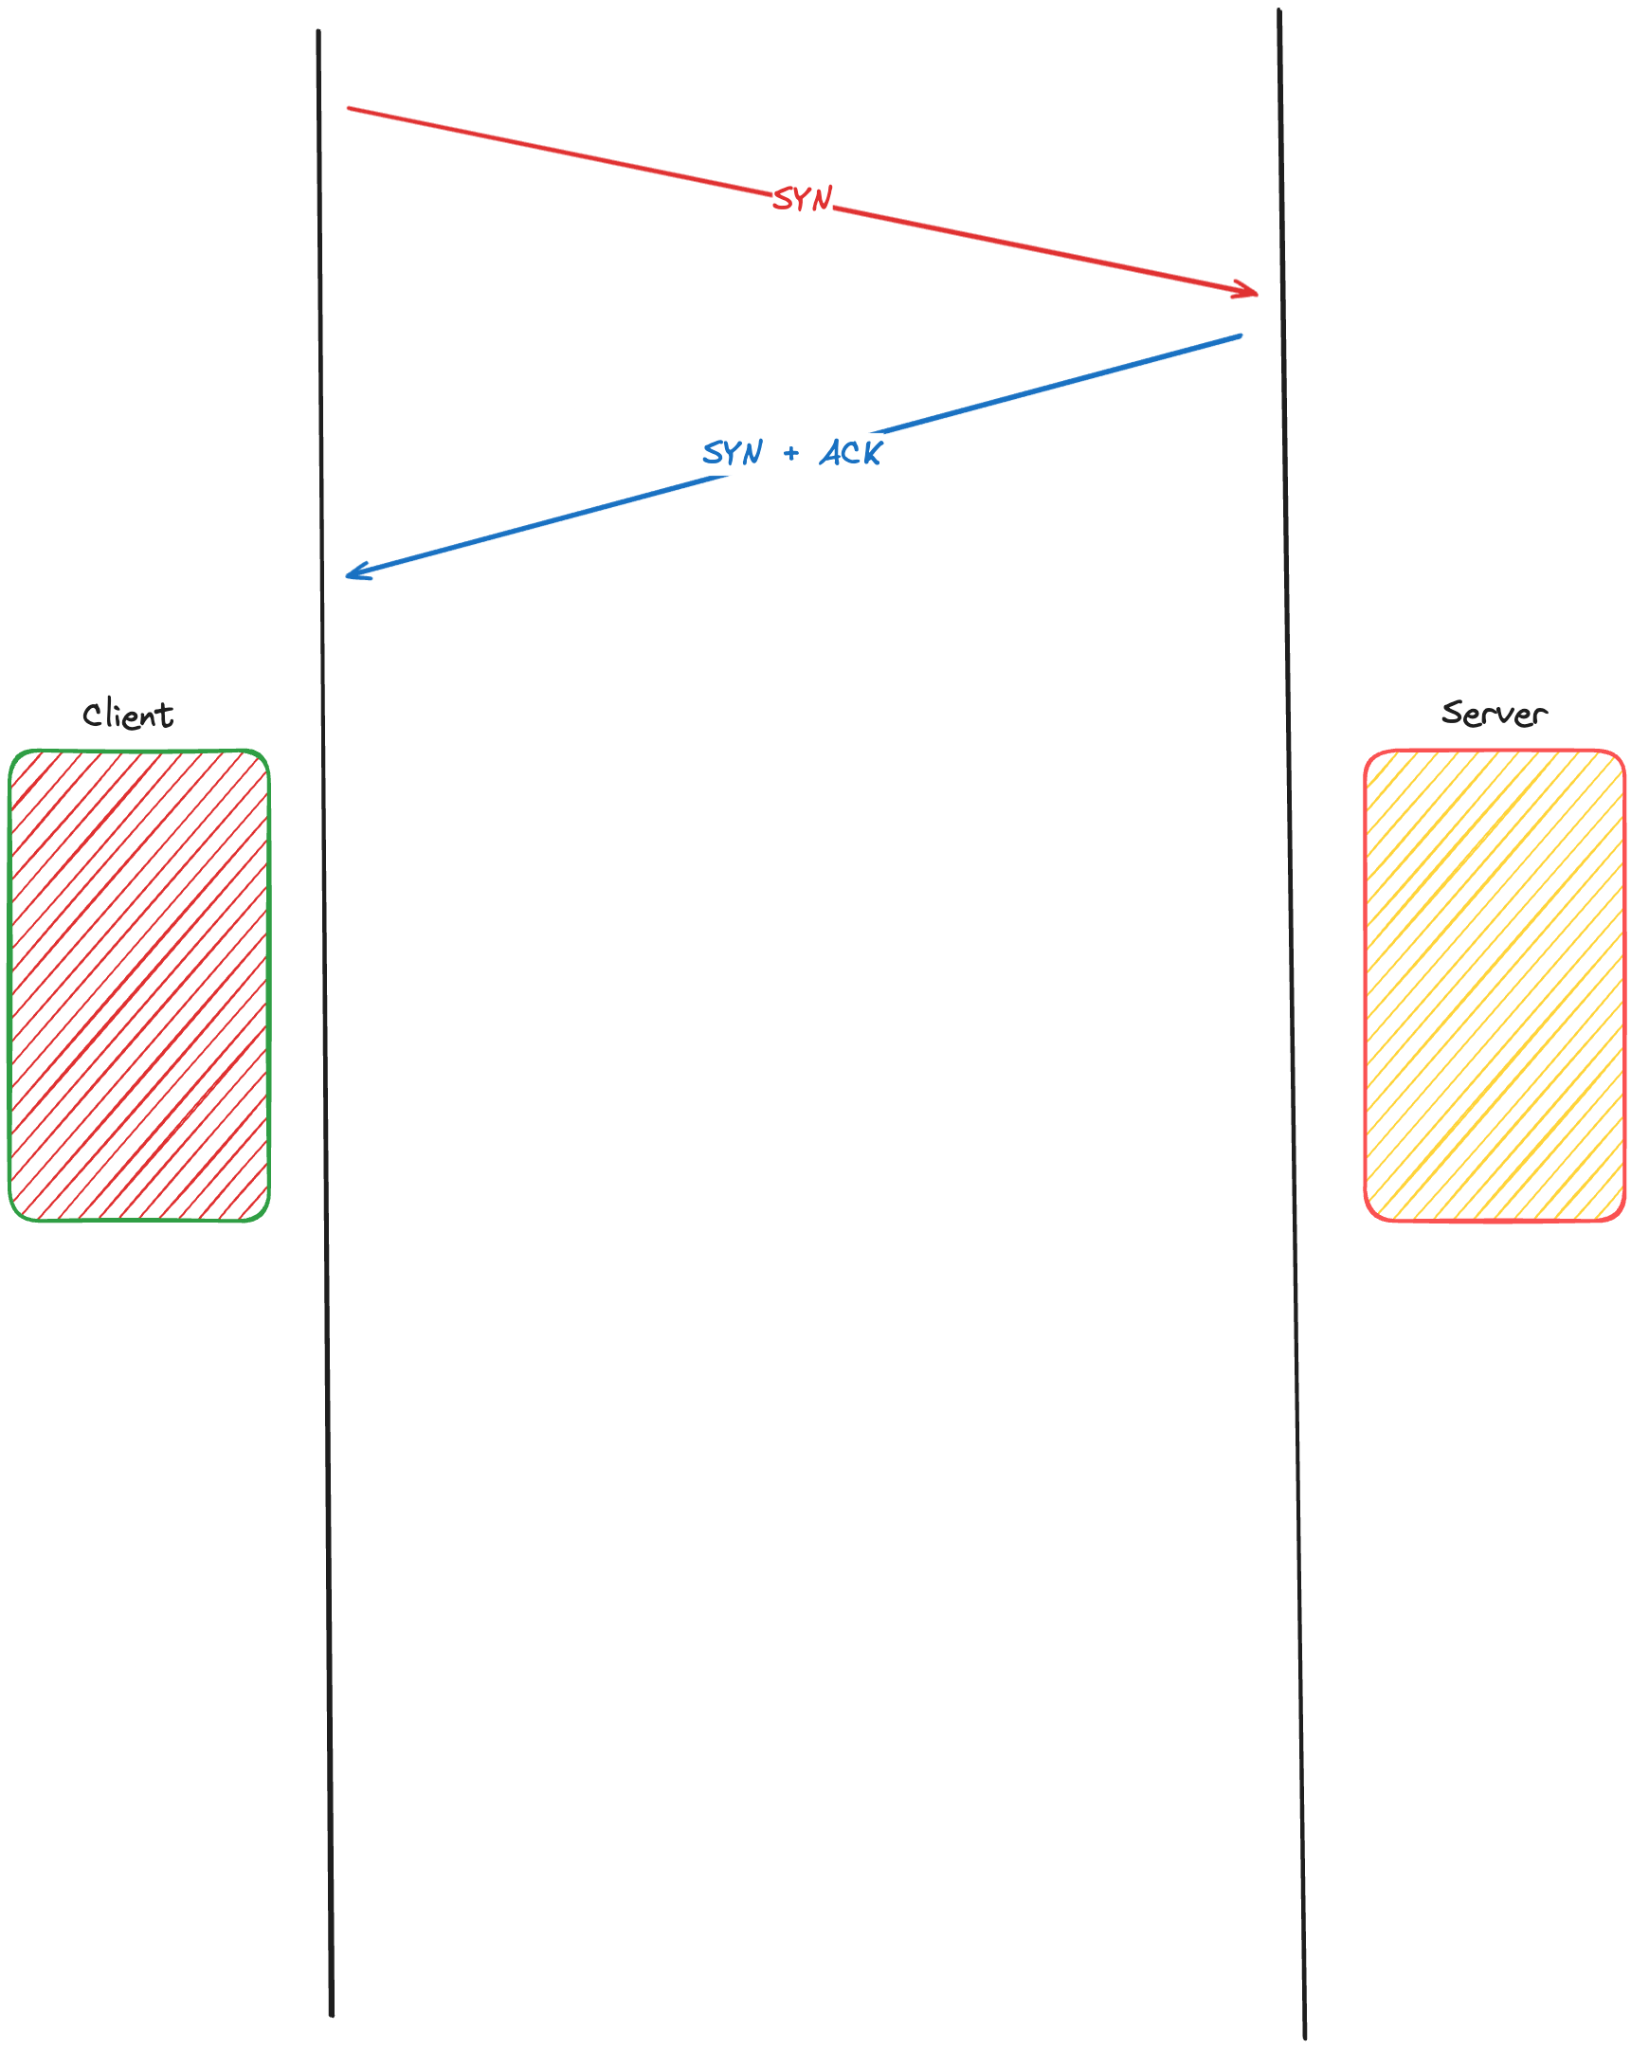 SYN
SYN + ACK
Client
Server